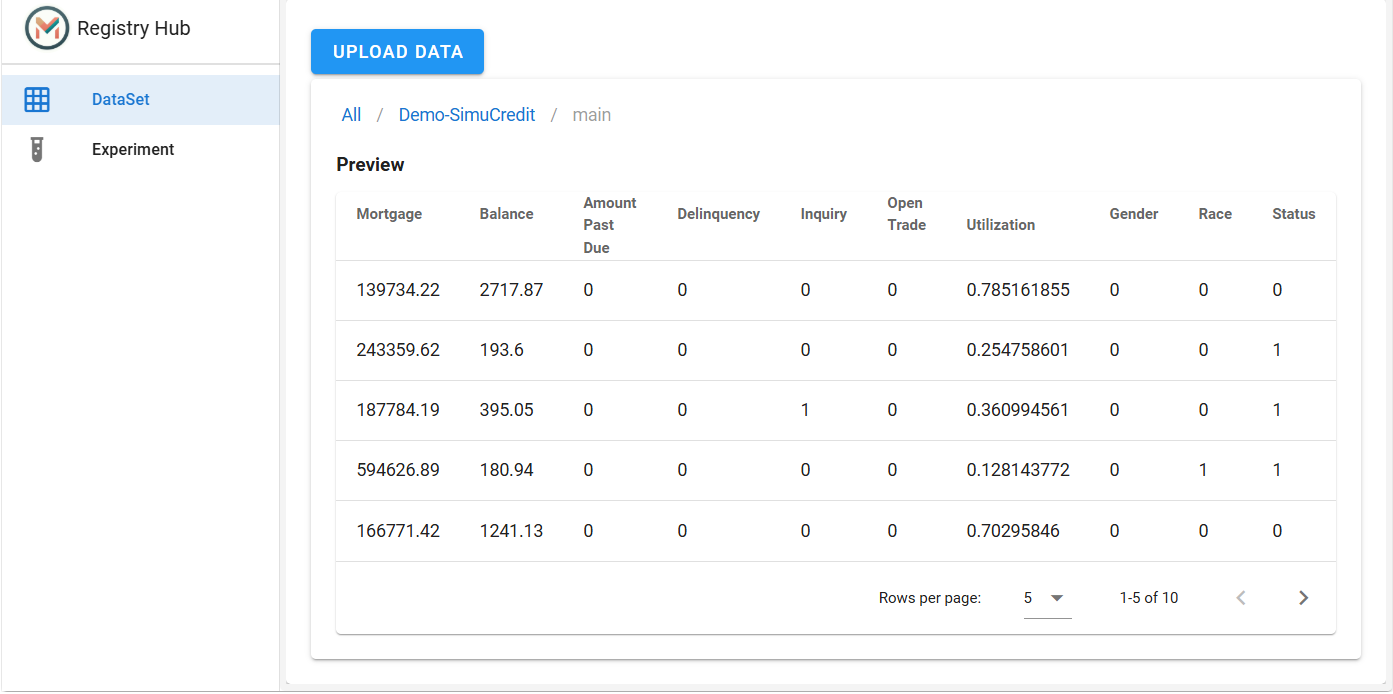 Registry Hub
DataSet
Experiment
UPLOAD DATA
All / Demo-SimuCredit / main
Preview
Mortgage Balance Amount Past Due Delinquency Inquiry Open Trade Utilization Gender Race Status
139734.22 2717.87 0 0 0 0 0.785161855 0 0 0
243359.62 193.6 0 0 0 0 0.254758601 0 0 1
187784.19 395.05 0 0 1 0 0.360994561 0 0 1
594626.89 180.94 0 0 0 0 0.128143772 0 1 1
166771.42 1241.13 0 0 0 0 0.70295846 0 0 0
Rows per page: 5 1-5 of 10